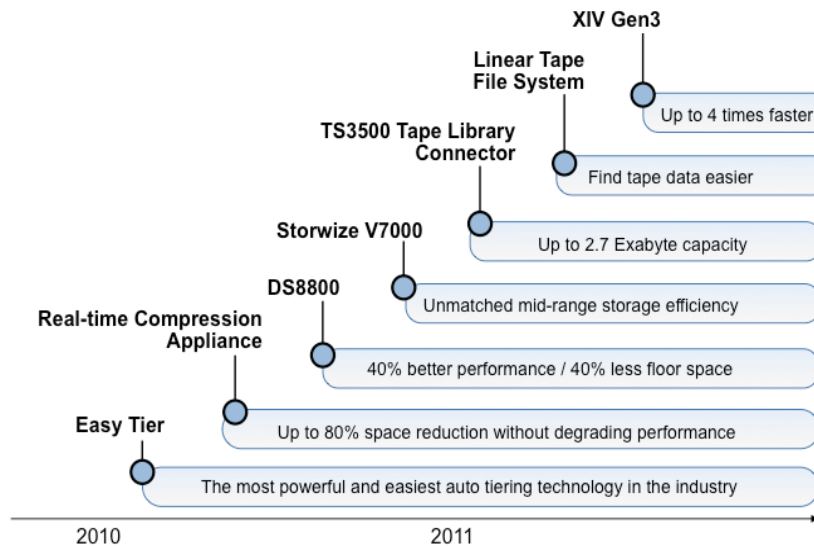 XIV Gen3
Up to 4 times faster
Linear Tape
File System
Find tape data easier
TS3500 Tape Library
Connector
Up to 2.7 Exabyte capacity
Storwize V7000
Unmatched mid-range storage efficiency
DS8800
40% better performance / 40% less floor space
Real-time Compression
Appliance
Up to 80% space reduction without degrading performance
Easy Tier
The most powerful and easiest auto tiering technology in the industry
2010
2011